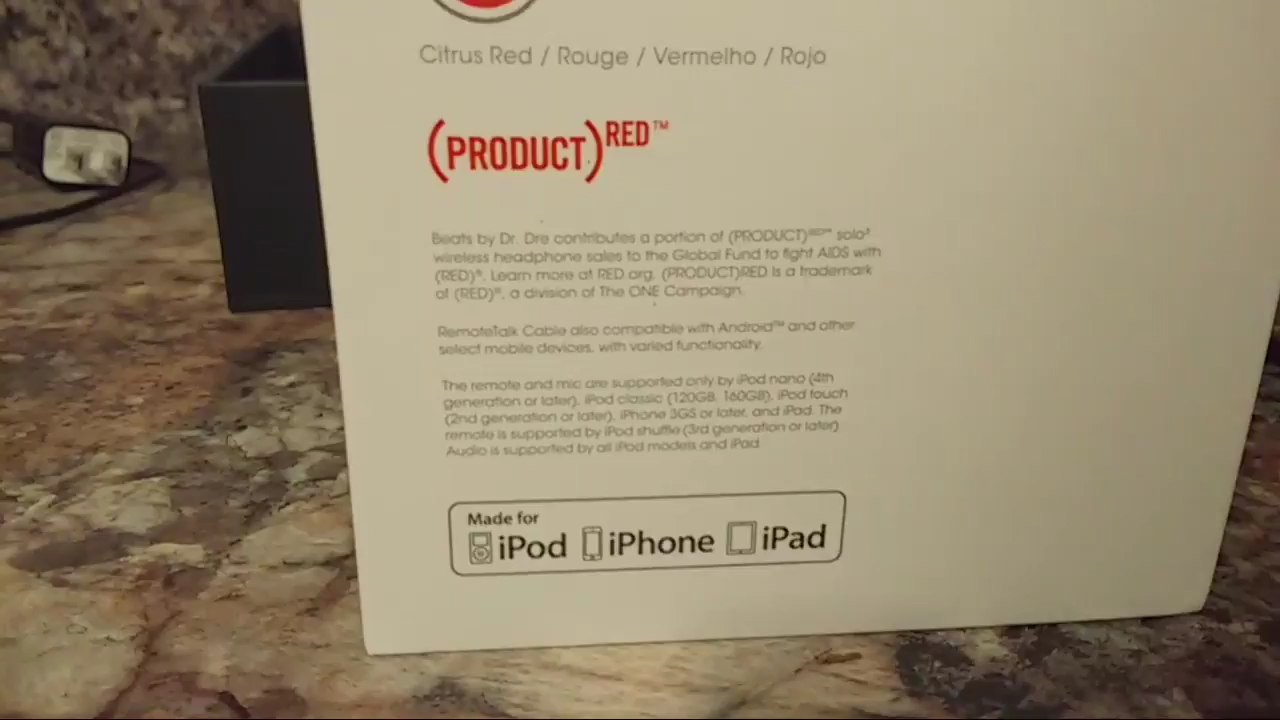 Citrus Red / Rouge / Vermelho / Rojo
(PRODUCT)RED™
Beats by Dr. Dre contributes a portion of (PRODUCT)RED™ solo²
wireless headphone sales to the Global Fund to fight AIDS with
(RED)®. Learn more at RED.org. (PRODUCT)RED is a trademark
of (RED)®, a division of The ONE Campaign.
RemoteTalk Cable also compatible with Android™ and other
select mobile devices, with varied functionality.
The remote and mic are supported only by iPod nano (4th
generation or later), iPod classic (120GB, 160GB), iPod touch
(2nd generation or later), iPhone 3GS or later, and iPad. The
remote is supported by iPod shuffle (3rd generation or later)
Audio is supported by all iPod models and iPad
Made for
iPod iPhone iPad